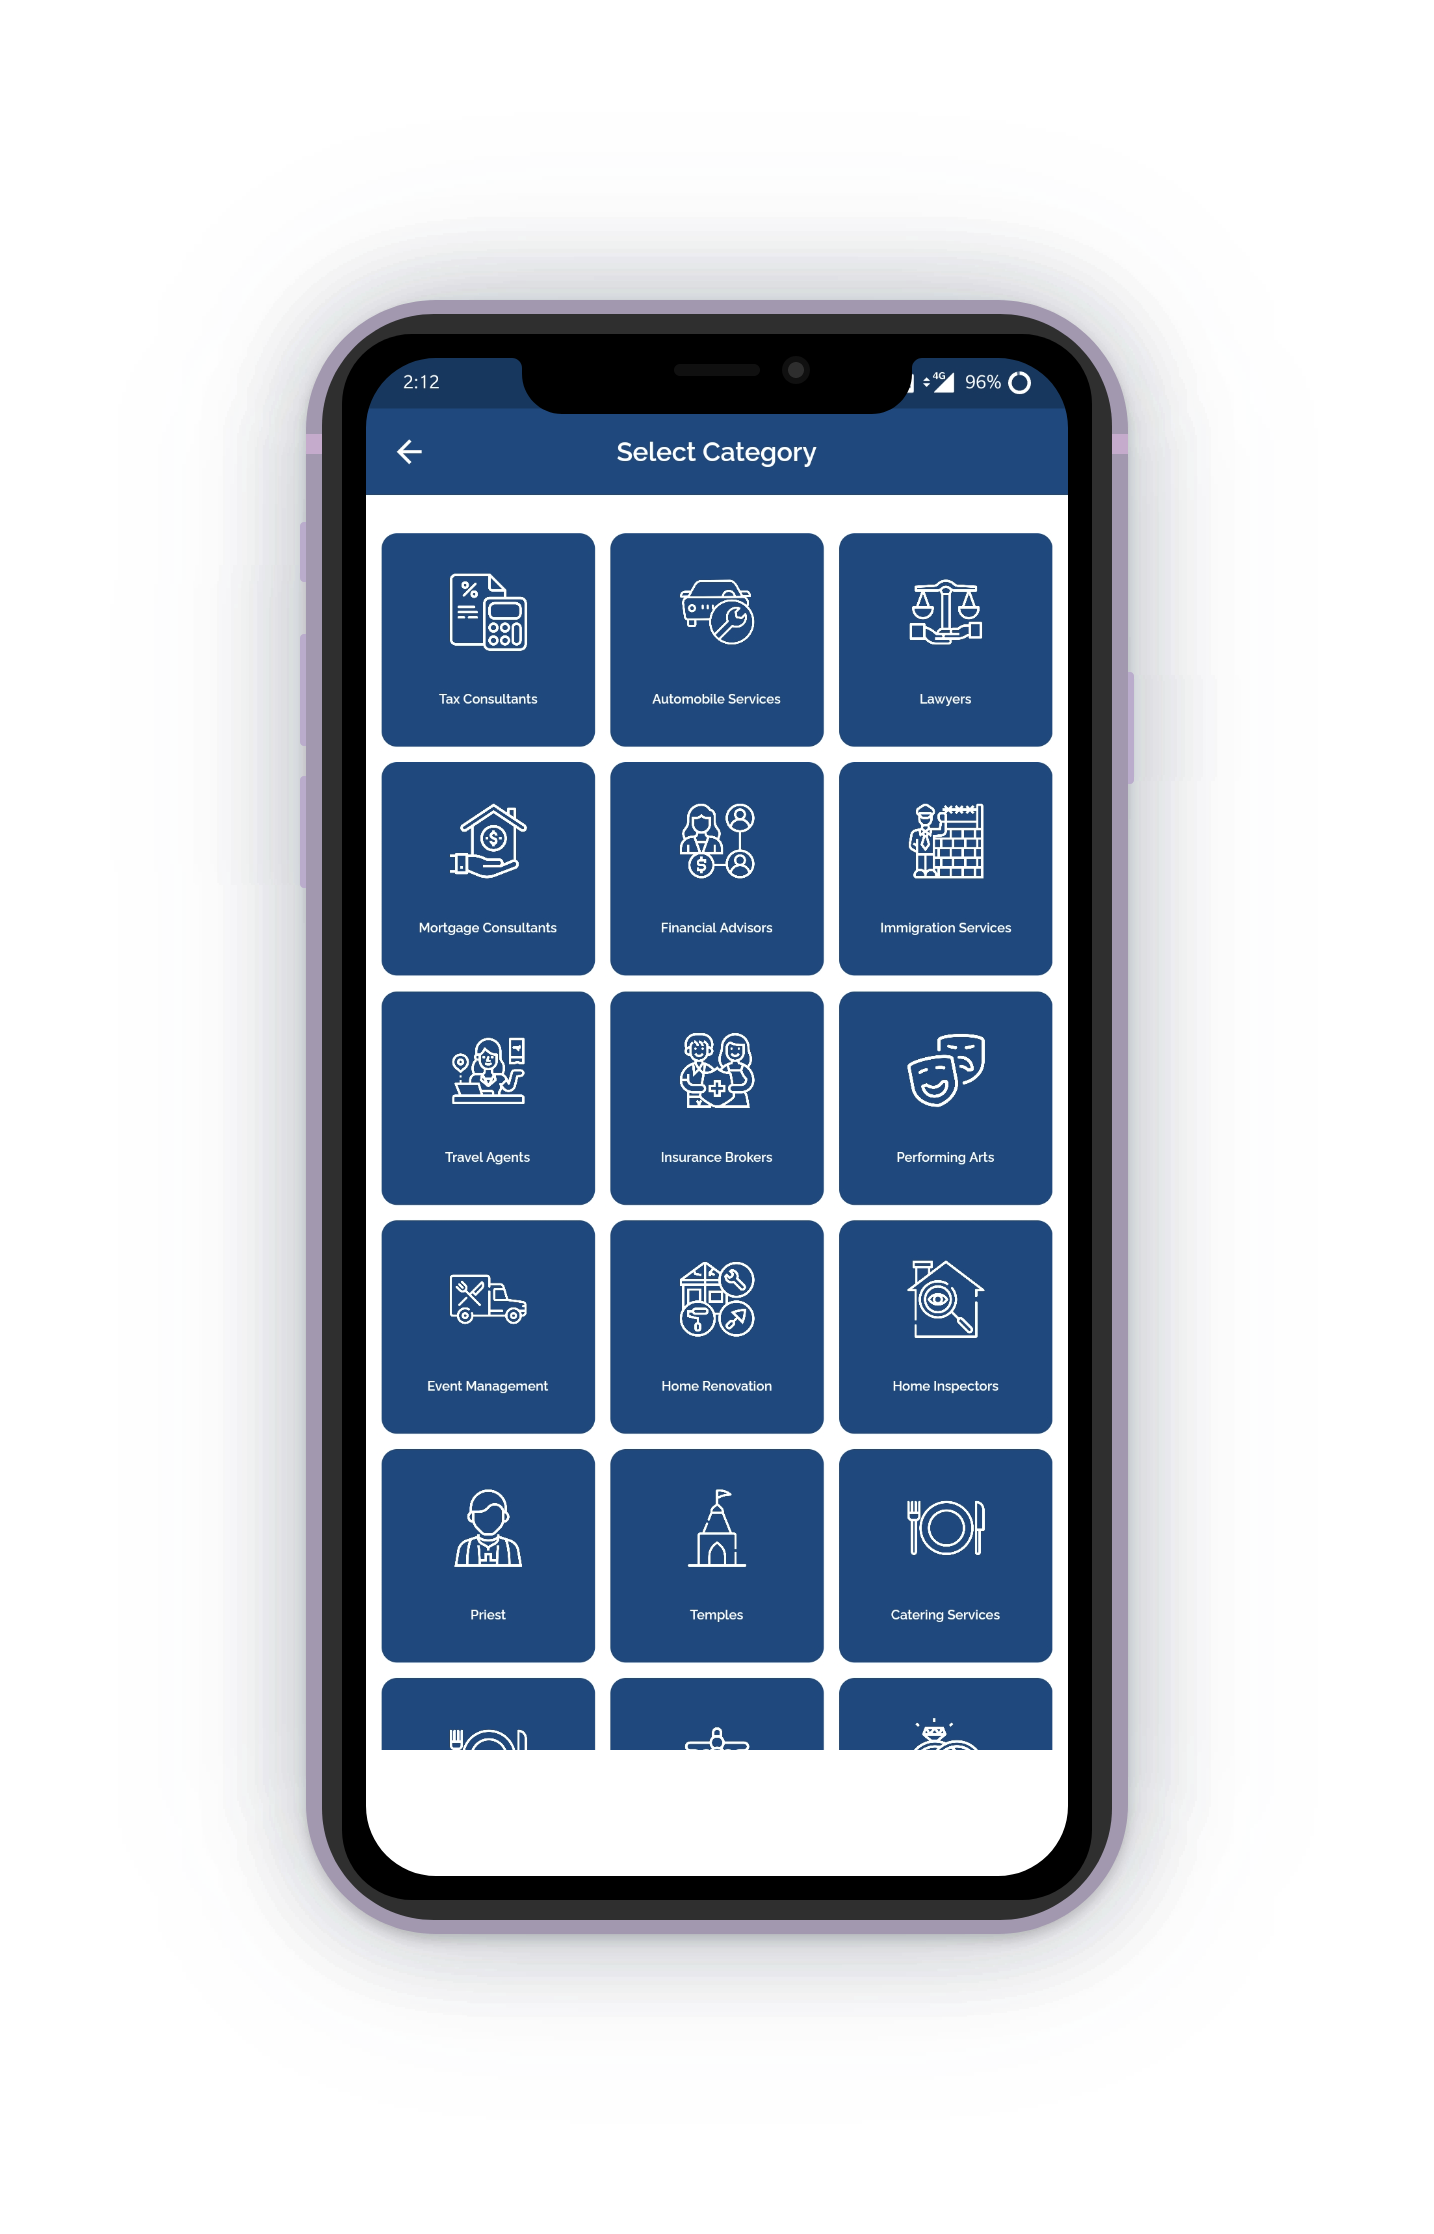 2:12
4G 96%
Select Category
Tax Consultants
Automobile Services
Lawyers
Mortgage Consultants
Financial Advisors
Immigration Services
Travel Agents
Insurance Brokers
Performing Arts
Event Management
Home Renovation
Home Inspectors
Priest
Temples
Catering Services